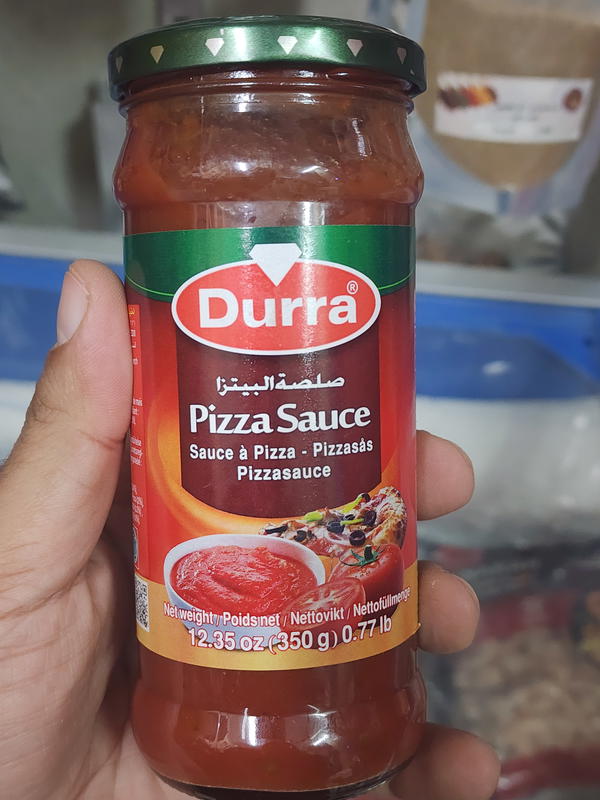 Durra®
صلصة البيتزا
Pizza Sauce
Sauce à Pizza - Pizzasås
Pizzasauce
Net weight / Poids net / Nettovikt / Nettofüllmenge
12.35 oz (350 g) 0.77 lb